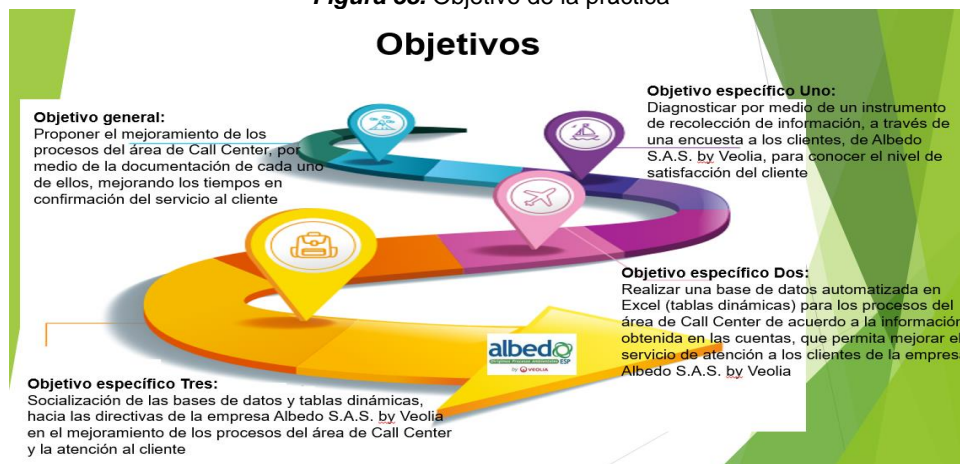 Figura 38. Objetivo de la práctica
Objetivos
Objetivo general:
Proponer el mejoramiento de los
procesos del área de Call Center, por
medio de la documentación de cada uno
de ellos, mejorando los tiempos en
confirmación del servicio al cliente
Objetivo específico Uno:
Diagnosticar por medio de un instrumento
de recolección de información, a través de
una encuesta a los clientes, de Albedo
S.A.S. by Veolia, para conocer el nivel de
satisfacción del cliente
Objetivo específico Dos:
Realizar una base de datos automatizada en
Excel (tablas dinámicas) para los procesos del
área de Call Center de acuerdo a la información
obtenida en las cuentas, que permita mejorar el
servicio de atención a los clientes de la empresa
Albedo S.A.S. by Veolia
albedo
ESP
by VEOLIA
Objetivo específico Tres:
Socialización de las bases de datos y tablas dinámicas,
hacia las directivas de la empresa Albedo S.A.S. by Veolia
en el mejoramiento de los procesos del área de Call Center
y la atención al cliente